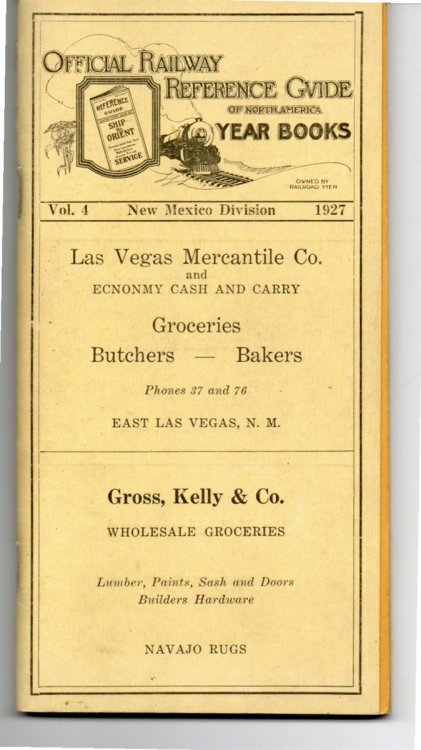 OFFICIAL RAILWAY
REFERENCE GVIDE
OF NORTH AMERICA
YEAR BOOKS
REFERENCE
GUIDE
SHIP
TO
ORIENT
SERVICE
OWNED BY
RAILROAD MEN
Vol. 4 New Mexico Division 1927
Las Vegas Mercantile Co.
and
ECNONMY CASH AND CARRY
Groceries
Butchers — Bakers
Phones 37 and 76
EAST LAS VEGAS, N. M.
Gross, Kelly & Co.
WHOLESALE GROCERIES
Lumber, Paints, Sash and Doors
Builders Hardware
NAVAJO RUGS